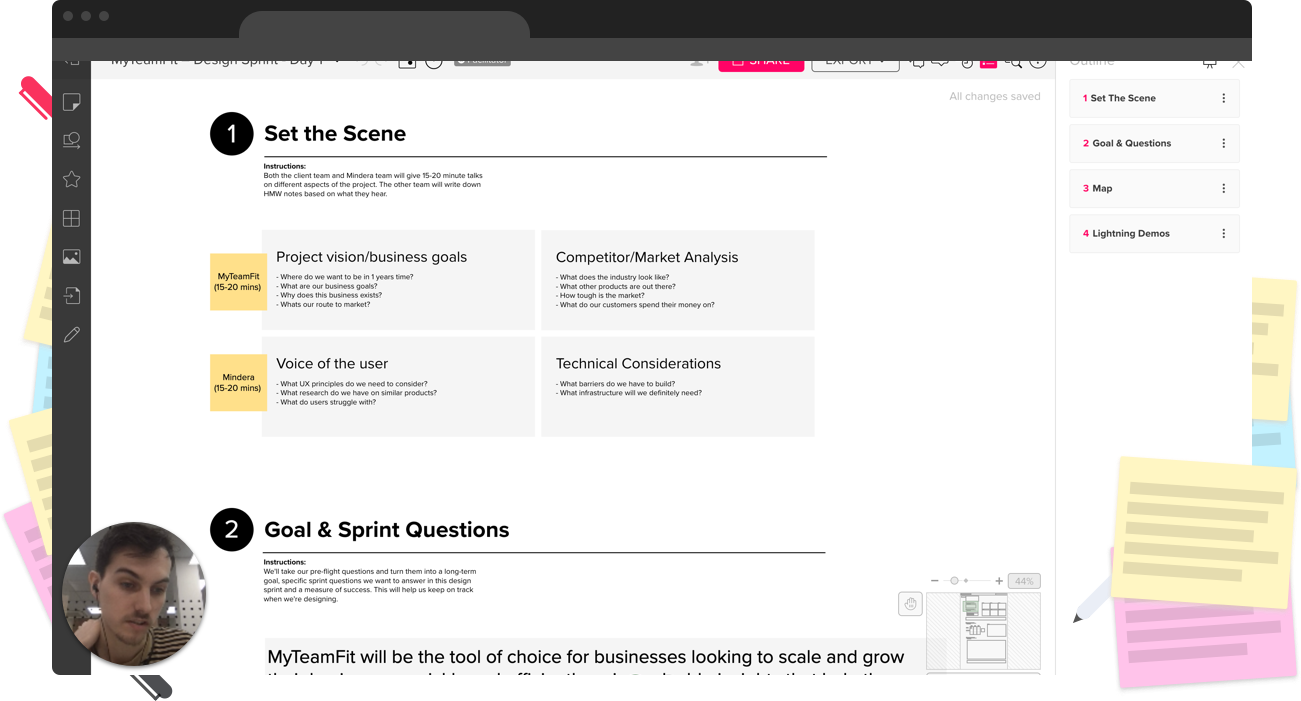 MyTeamFit - Design Sprint - Day 1
Facilitator
SHARE
EXPORT
Outline
All changes saved
1 Set The Scene
2 Goal & Questions
3 Map
4 Lightning Demos
1 Set the Scene
Instructions:
Both the client team and Mindera team will give 15-20 minute talks
on different aspects of the project. The other team will write down
HMW notes based on what they hear.
MyTeamFit
(15-20 mins)
Project vision/business goals
- Where do we want to be in 1 years time?
- What are our business goals?
- Why does this business exists?
- Whats our route to market?
Competitor/Market Analysis
- What does the industry look like?
- What other products are out there?
- How tough is the market?
- What do our customers spend their money on?
Mindera
(15-20 mins)
Voice of the user
- What UX principles do we need to consider?
- What research do we have on similar products?
- What do users struggle with?
Technical Considerations
- What barriers do we have to build?
- What infrastructure will we definitely need?
2 Goal & Sprint Questions
Instructions:
We'll take our pre-flight questions and turn them into a long-term
goal, specific sprint questions we want to answer in this design
sprint and a measure of success. This will help us keep on track
when we're designing.
44%
MyTeamFit will be the tool of choice for businesses looking to scale and grow